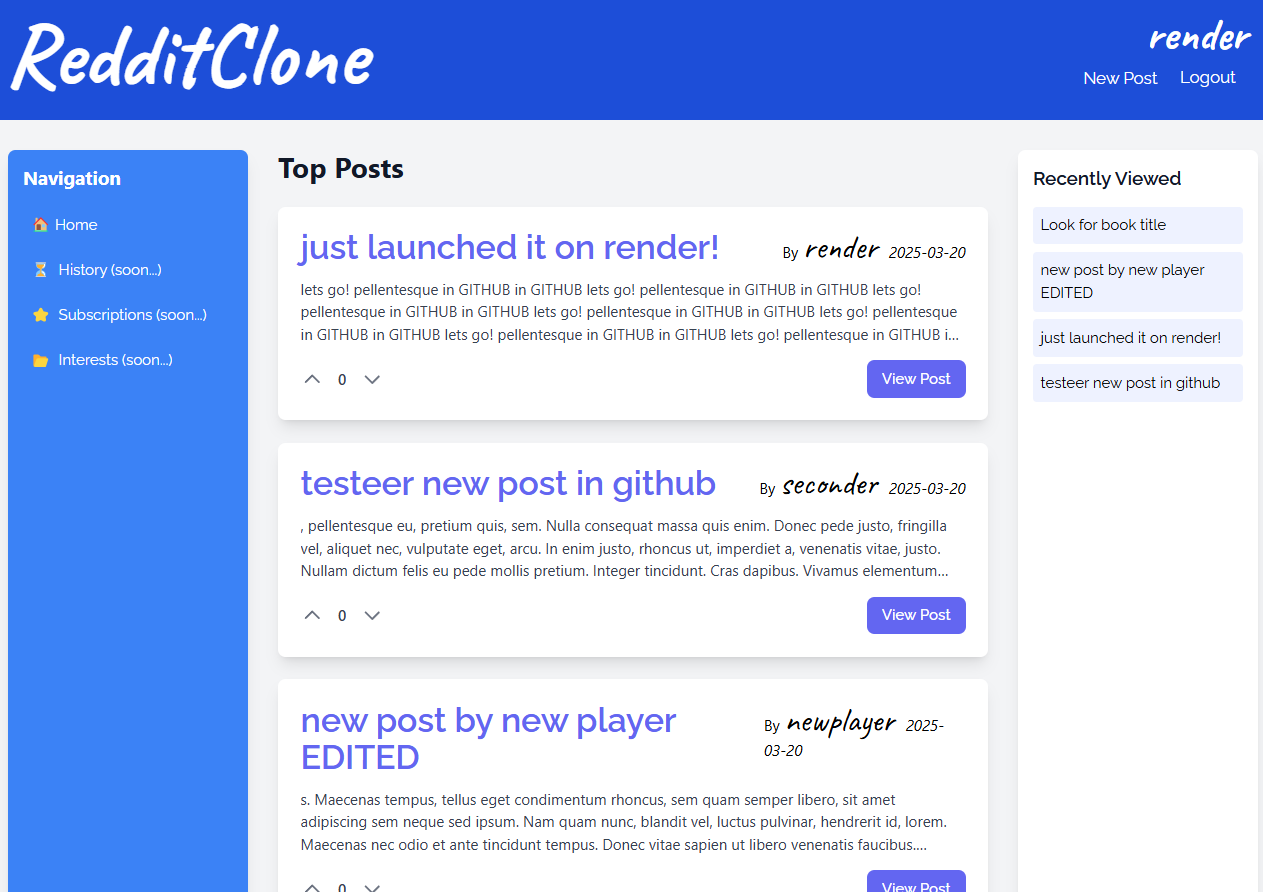 RedditClone
render
New Post Logout
Navigation
🏠 Home
⏳ History (soon...)
⭐ Subscriptions (soon...)
📂 Interests (soon...)
Top Posts
just launched it on render!
By render 2025-03-20
lets go! pellentesque in GITHUB in GITHUB lets go! pellentesque in GITHUB in GITHUB lets go!
pellentesque in GITHUB in GITHUB lets go! pellentesque in GITHUB in GITHUB lets go! pellentesque
in GITHUB in GITHUB lets go! pellentesque in GITHUB in GITHUB lets go! pellentesque in GITHUB i...
0
View Post
testeer new post in github
By seconder 2025-03-20
, pellentesque eu, pretium quis, sem. Nulla consequat massa quis enim. Donec pede justo, fringilla
vel, aliquet nec, vulputate eget, arcu. In enim justo, rhoncus ut, imperdiet a, venenatis vitae, justo.
Nullam dictum felis eu pede mollis pretium. Integer tincidunt. Cras dapibus. Vivamus elementum...
0
View Post
new post by new player
EDITED
By newplayer 2025-
03-20
s. Maecenas tempus, tellus eget condimentum rhoncus, sem quam semper libero, sit amet
adipiscing sem neque sed ipsum. Nam quam nunc, blandit vel, luctus pulvinar, hendrerit id, lorem.
Maecenas nec odio et ante tincidunt tempus. Donec vitae sapien ut libero venenatis faucibus....
0
View Post
Recently Viewed
Look for book title
new post by new player
EDITED
just launched it on render!
testeer new post in github